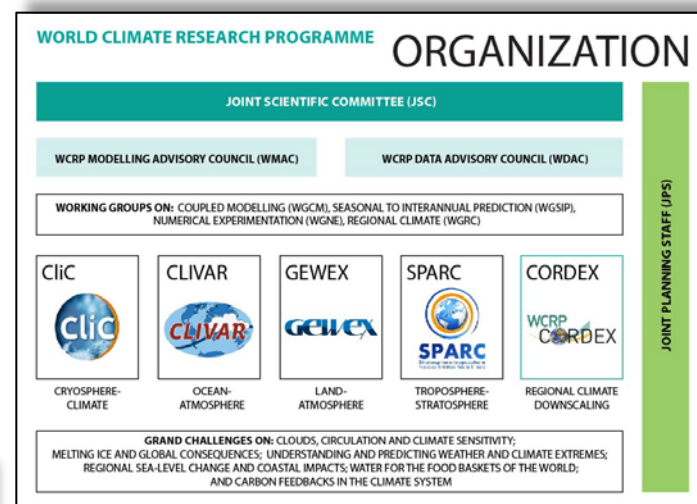 WORLD CLIMATE RESEARCH PROGRAMME
ORGANIZATION
JOINT SCIENTIFIC COMMITTEE (JSC)
WCRP MODELLING ADVISORY COUNCIL (WMAC)
WCRP DATA ADVISORY COUNCIL (WDAC)
WORKING GROUPS ON: COUPLED MODELLING (WGCM), SEASONAL TO INTERANNUAL PREDICTION (WGSIP),
NUMERICAL EXPERIMENTATION (WGNE), REGIONAL CLIMATE (WGRC)
CliC
CliC
CRYOSPHERE-
CLIMATE
CLIVAR
CLIVAR
OCEAN-
ATMOSPHERE
GEWEX
GEWEX
LAND-
ATMOSPHERE
SPARC
SPARC
TROPOSPHERE-
STRATOSPHERE
CORDEX
WCRP
CORDEX
REGIONAL CLIMATE
DOWNSCALING
GRAND CHALLENGES ON: CLOUDS, CIRCULATION AND CLIMATE SENSITIVITY;
MELTING ICE AND GLOBAL CONSEQUENCES; UNDERSTANDING AND PREDICTING WEATHER AND CLIMATE EXTREMES;
REGIONAL SEA-LEVEL CHANGE AND COASTAL IMPACTS; WATER FOR THE FOOD BASKETS OF THE WORLD;
AND CARBON FEEDBACKS IN THE CLIMATE SYSTEM
JOINT PLANNING STAFF (JPS)